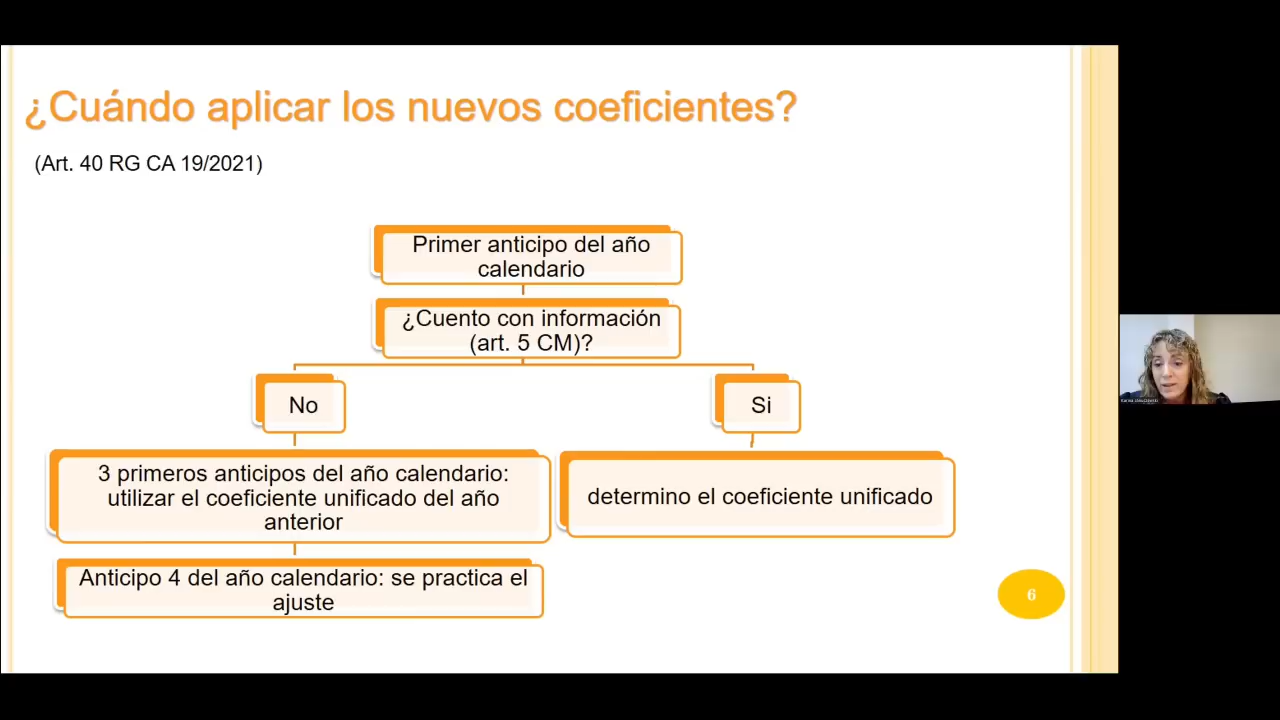 ¿Cuándo aplicar los nuevos coeficientes?
(Art. 40 RG CA 19/2021)
Primer anticipo del año
calendario
¿Cuento con información
(art. 5 CM)?
No
Si
3 primeros anticipos del año calendario:
utilizar el coeficiente unificado del año
anterior
determino el coeficiente unificado
Anticipo 4 del año calendario: se practica el
ajuste
6